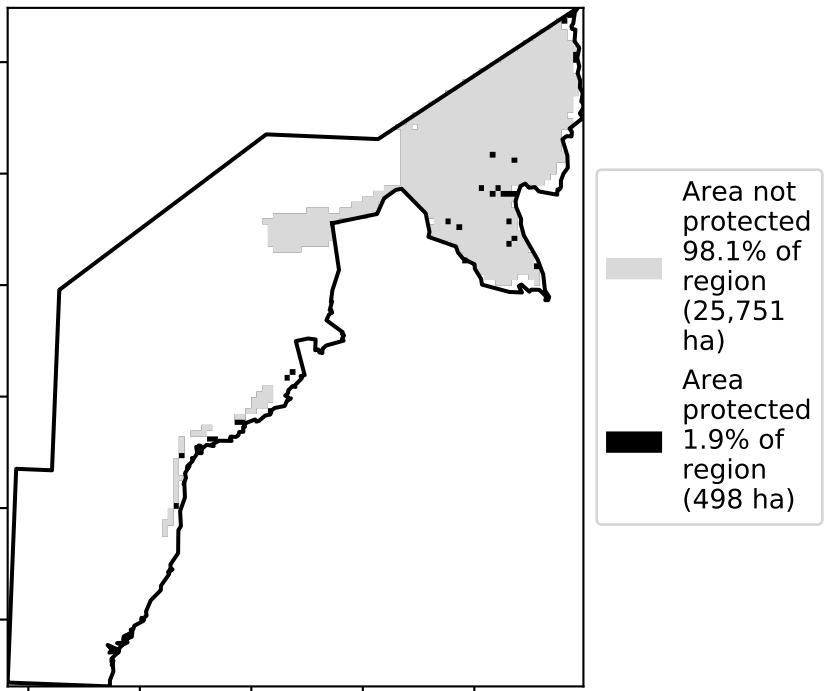 Area not
protected
98.1% of
region
(25,751
ha)
Area
protected
1.9% of
region
(498 ha)